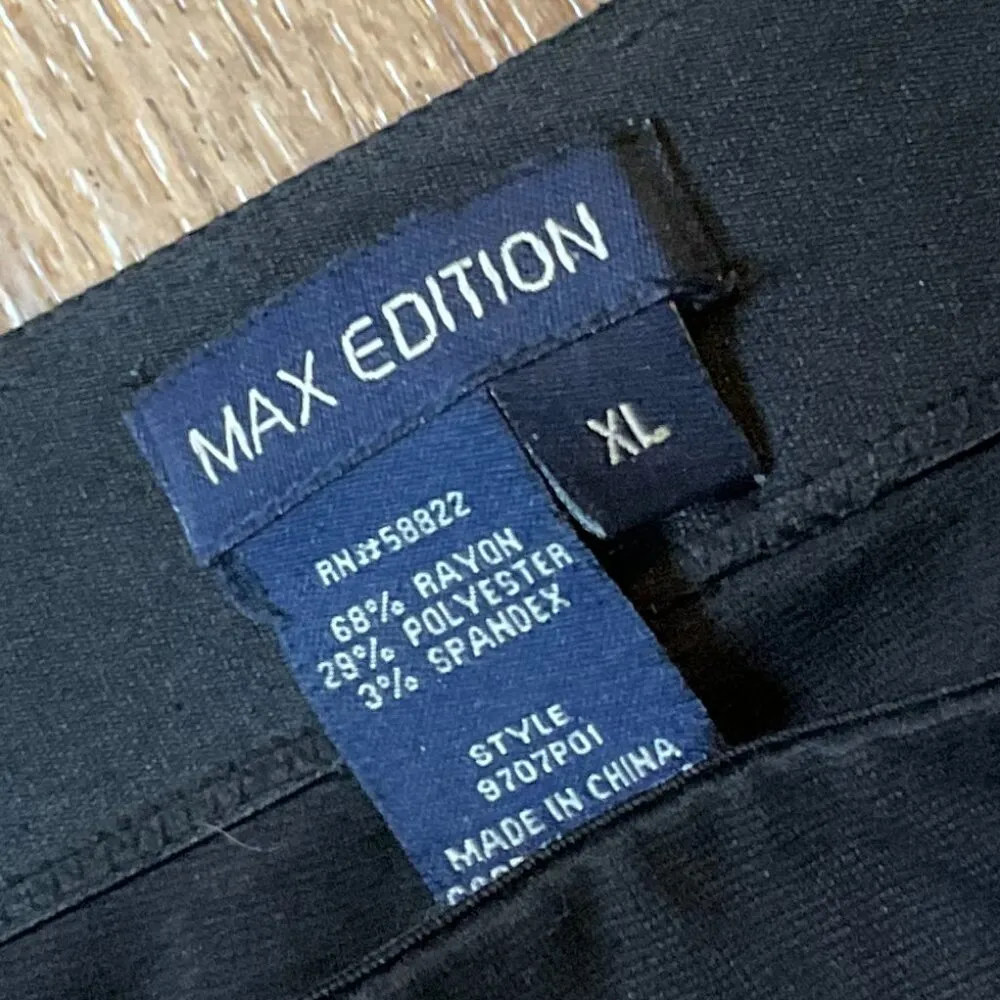 MAX EDITION
XL
RN#58822
68% RAYON
29% POLYESTER
3% SPANDEX
STYLE
9707P01
MADE IN CHINA